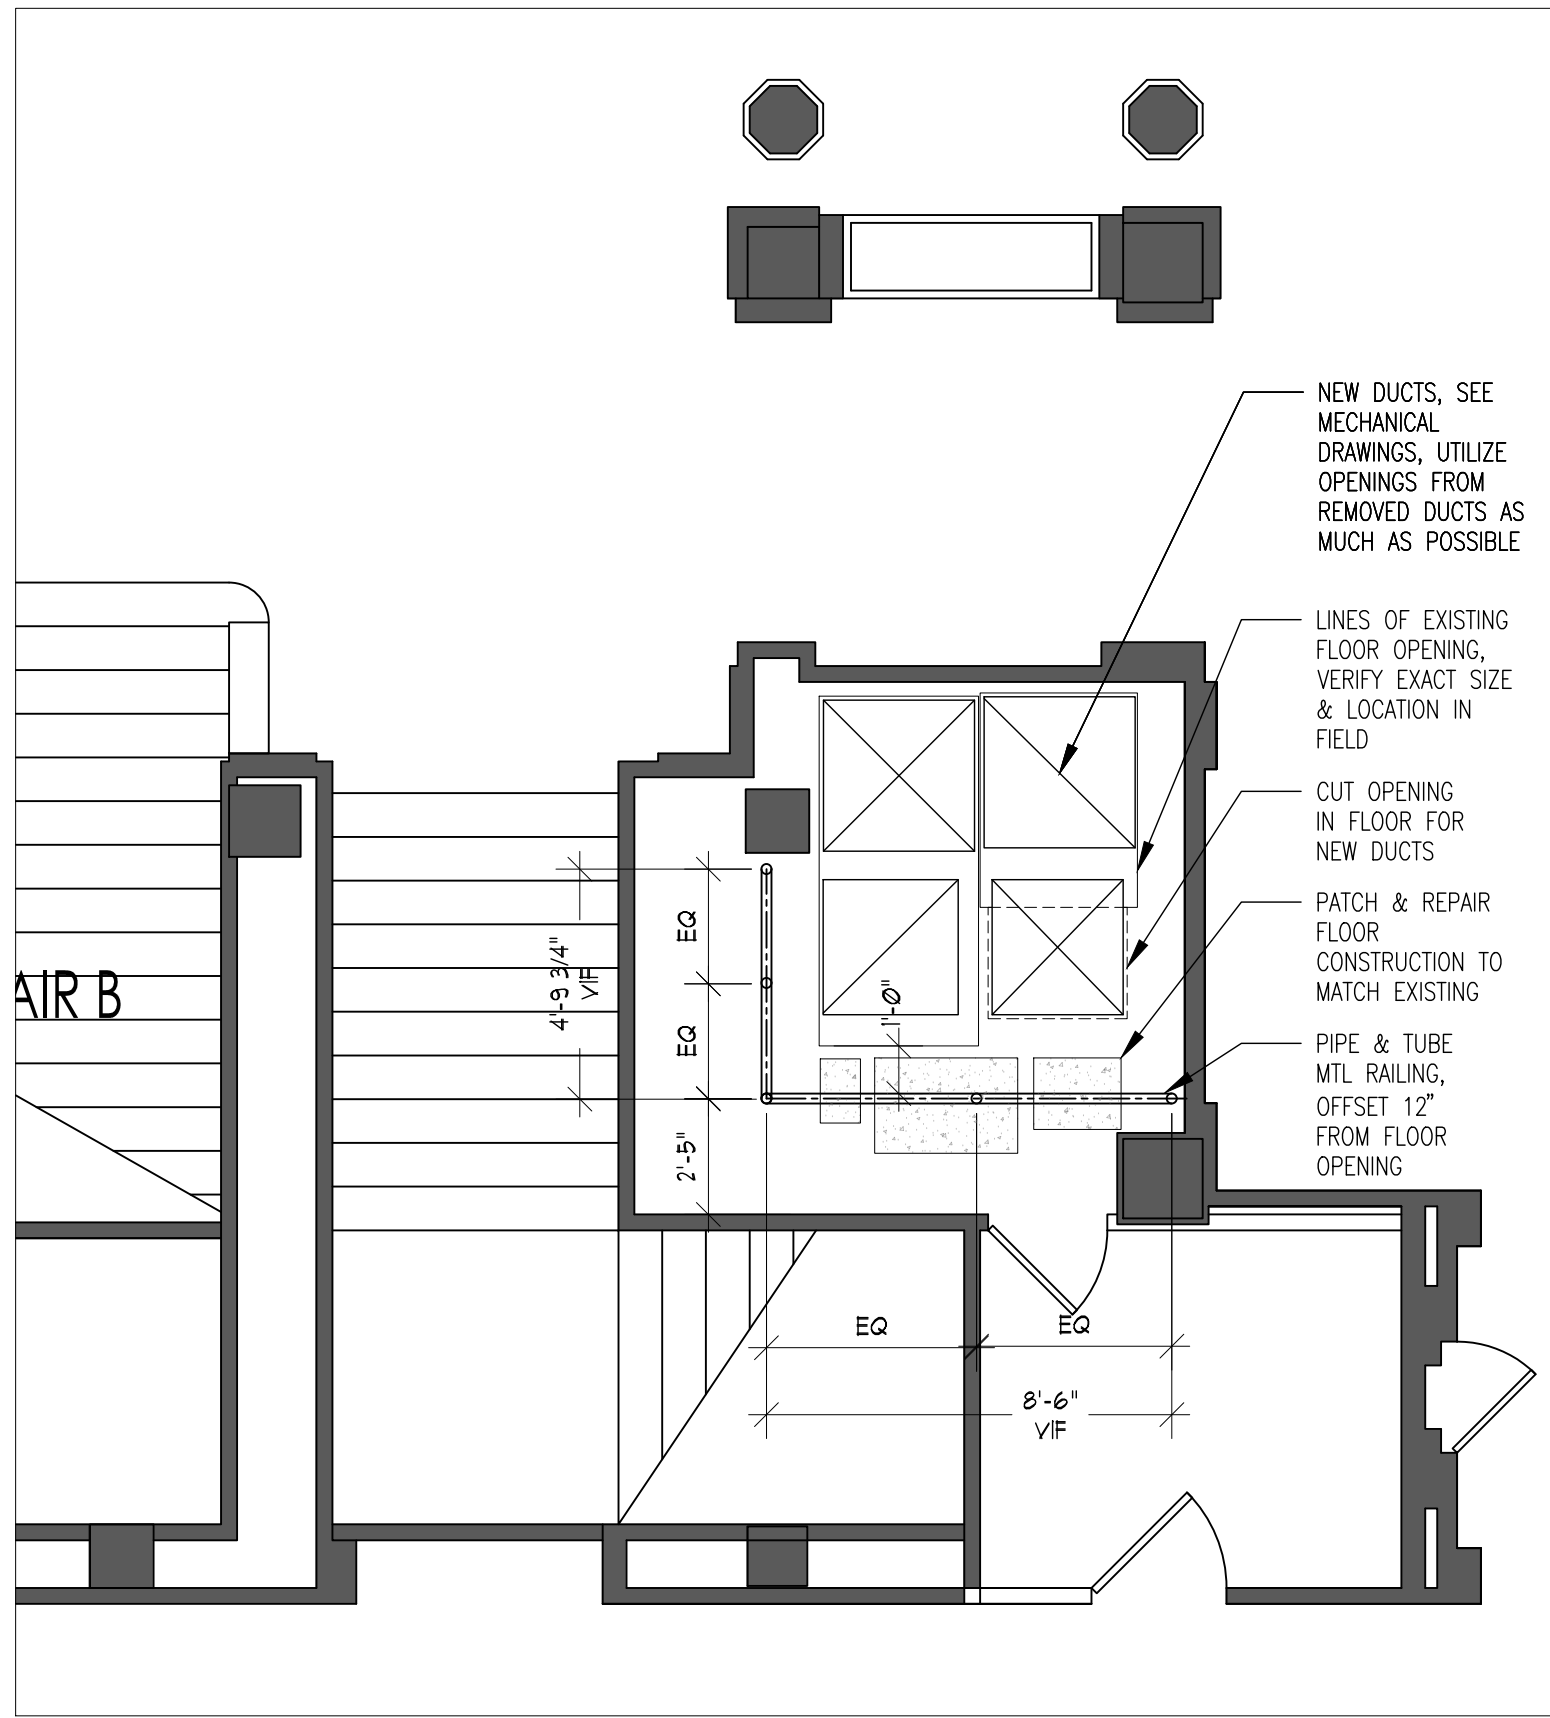 NEW DUCTS, SEE
MECHANICAL
DRAWINGS, UTILIZE
OPENINGS FROM
REMOVED DUCTS AS
MUCH AS POSSIBLE
LINES OF EXISTING
FLOOR OPENING,
VERIFY EXACT SIZE
& LOCATION IN
FIELD
CUT OPENING
IN FLOOR FOR
NEW DUCTS
PATCH & REPAIR
FLOOR
CONSTRUCTION TO
MATCH EXISTING
PIPE & TUBE
MTL RAILING,
OFFSET 12"
FROM FLOOR
OPENING
AIR B
4'-9 3/4"
VIF
EQ
EQ
2'-5"
1'-0"
EQ
EQ
8'-6"
VIF